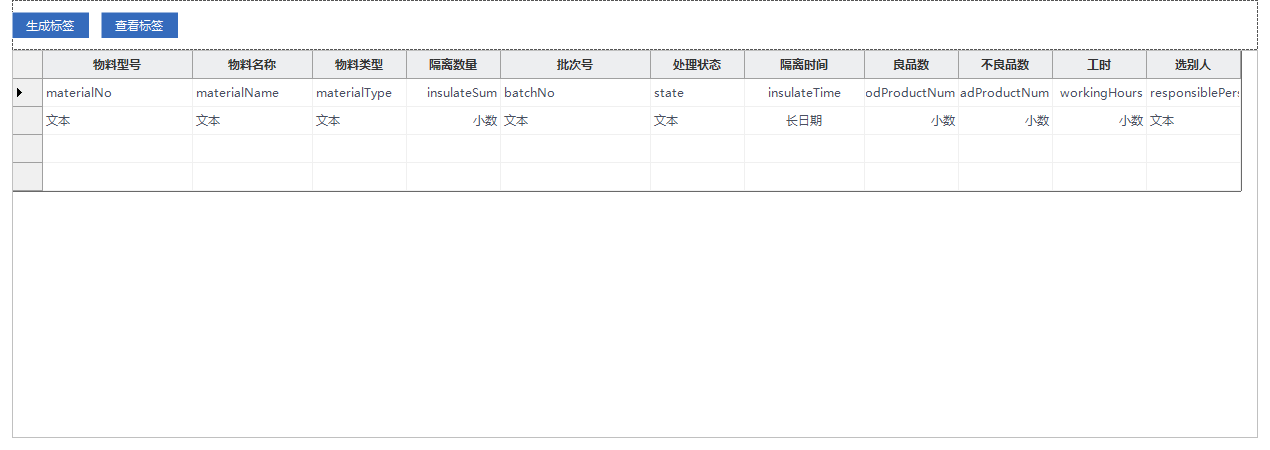 生成标签 查看标签
物料型号 物料名称 物料类型 隔离数量 批次号 处理状态 隔离时间 良品数 不良品数 工时 选别人
materialNo materialName materialType insulateSum batchNo state insulateTime odProductNum adProductNum workingHours responsiblePer
文本 文本 文本 小数 文本 文本 长日期 小数 小数 小数 文本